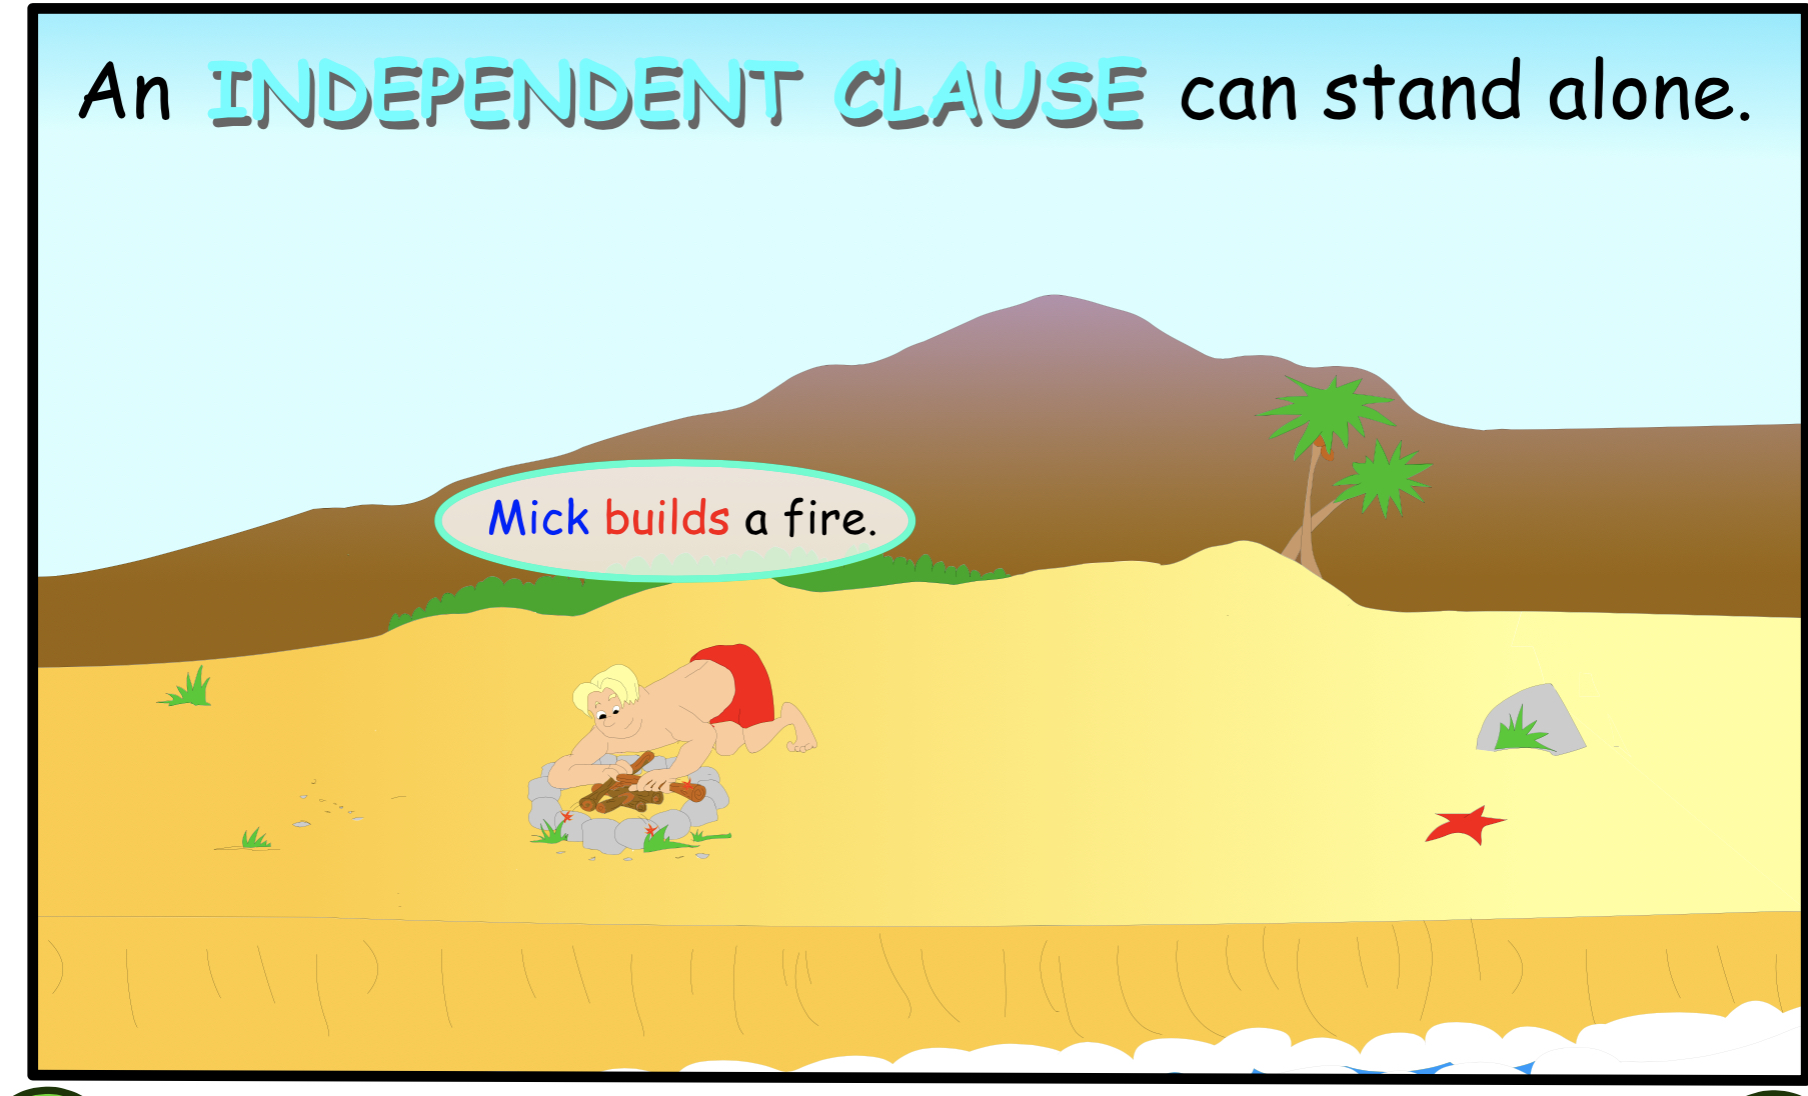 An INDEPENDENT CLAUSE can stand alone.
Mick builds a fire.